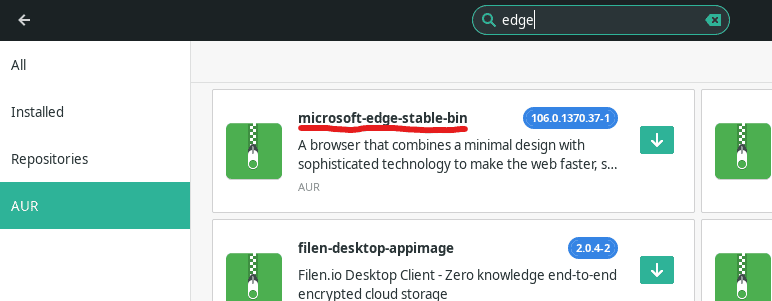 edge
All
Installed
Repositories
AUR
microsoft-edge-stable-bin 106.0.1370.37-1
A browser that combines a minimal design with
sophisticated technology to make the web faster, s...
AUR
filen-desktop-appimage 2.0.4-2
Filen.io Desktop Client - Zero knowledge end-to-end
encrypted cloud storage